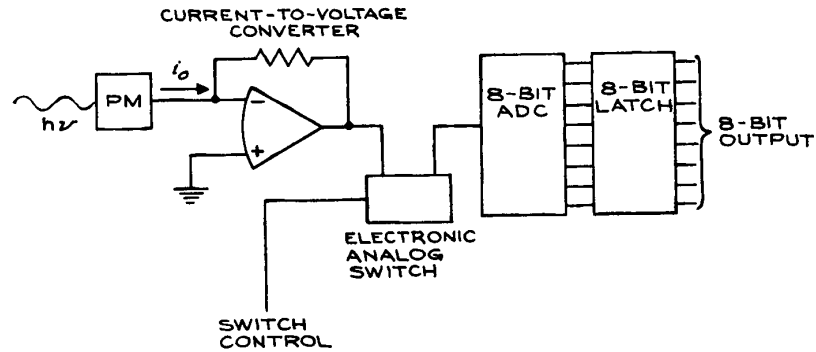 CURRENT-TO-VOLTAGE
CONVERTER
i₀
PM
hν
−
+
8-BIT
ADC
8-BIT
LATCH
8-BIT
OUTPUT
ELECTRONIC
ANALOG
SWITCH
SWITCH
CONTROL